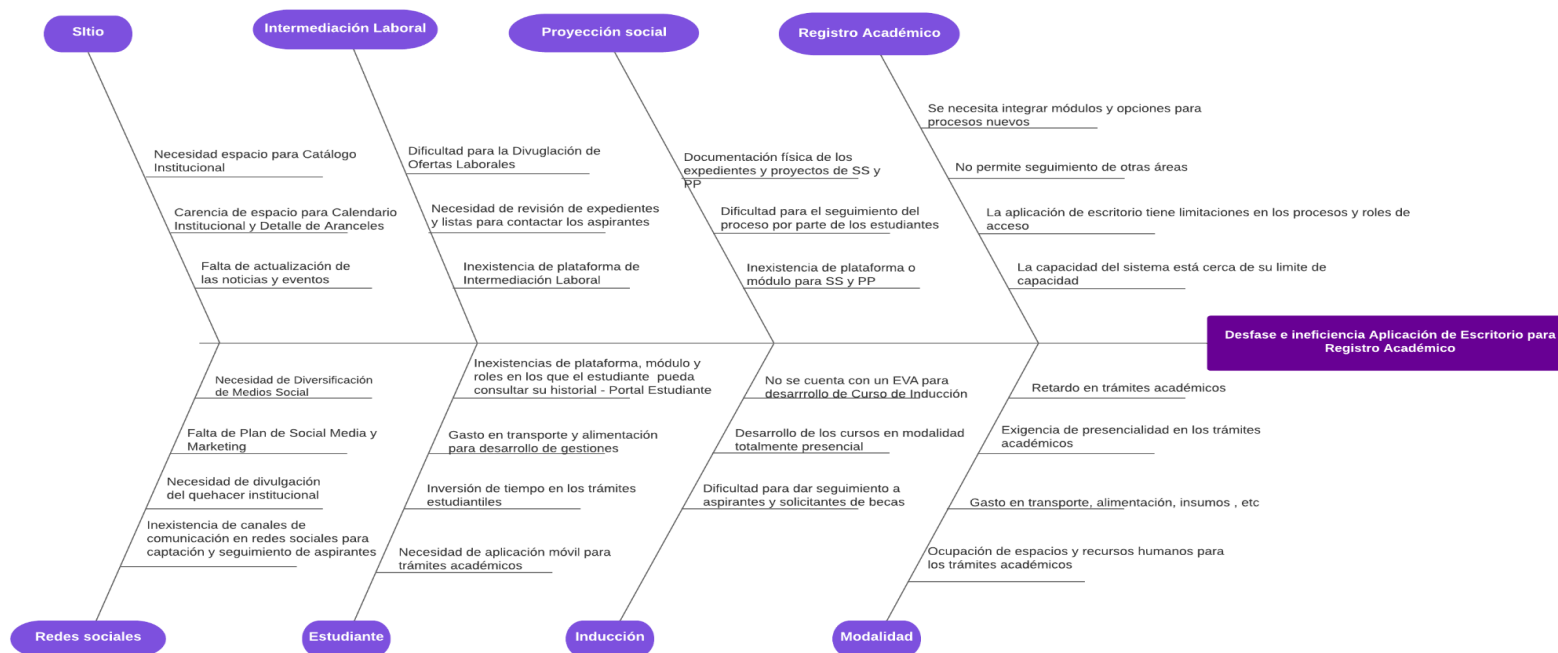 SItio
Intermediación Laboral
Proyección social
Registro Académico
Necesidad espacio para Catálogo
Institucional
Carencia de espacio para Calendario
Institucional y Detalle de Aranceles
Falta de actualización de
las noticias y eventos
Dificultad para la Divuglación de
Ofertas Laborales
Necesidad de revisión de expedientes
y listas para contactar los aspirantes
Inexistencia de plataforma de
Intermediación Laboral
Documentación física de los
expedientes y proyectos de SS y
PP
Dificultad para el seguimiento del
proceso por parte de los estudiantes
Inexistencia de plataforma o
módulo para SS y PP
Se necesita integrar módulos y opciones para
procesos nuevos
No permite seguimiento de otras áreas
La aplicación de escritorio tiene limitaciones en los procesos y roles de
acceso
La capacidad del sistema está cerca de su limite de
capacidad
Desfase e ineficiencia Aplicación de Escritorio para
Registro Académico
Necesidad de Diversificación
de Medios Social
Falta de Plan de Social Media y
Marketing
Necesidad de divulgación
del quehacer institucional
Inexistencia de canales de
comunicación en redes sociales para
captación y seguimiento de aspirantes
Inexistencias de plataforma, módulo y
roles en los que el estudiante  pueda
consultar su historial - Portal Estudiante
Gasto en transporte y alimentación
para desarrollo de gestiones
Inversión de tiempo en los trámites
estudiantiles
Necesidad de aplicación móvil para
trámites académicos
No se cuenta con un EVA para
desarrrollo de Curso de Inducción
Desarrollo de los cursos en modalidad
totalmente presencial
Dificultad para dar seguimiento a
aspirantes y solicitantes de becas
Retardo en trámites académicos
Exigencia de presencialidad en los trámites
académicos
Gasto en transporte, alimentación, insumos , etc
Ocupación de espacios y recursos humanos para
los trámites académicos
Redes sociales
Estudiante
Inducción
Modalidad